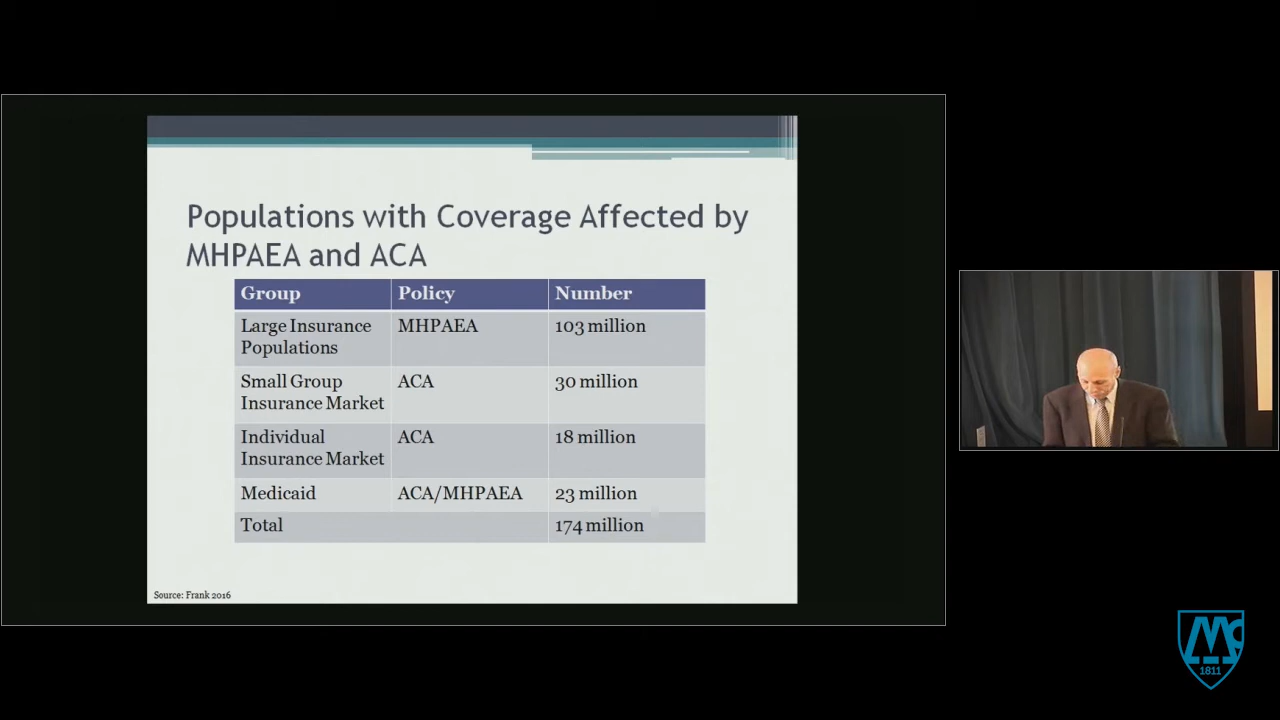 Populations with Coverage Affected by
MHPAEA and ACA
Group Policy Number
Large Insurance MHPAEA 103 million
Populations
Small Group ACA 30 million
Insurance Market
Individual ACA 18 million
Insurance Market
Medicaid ACA/MHPAEA 23 million
Total 174 million
Source: Frank 2016
Mc
1811